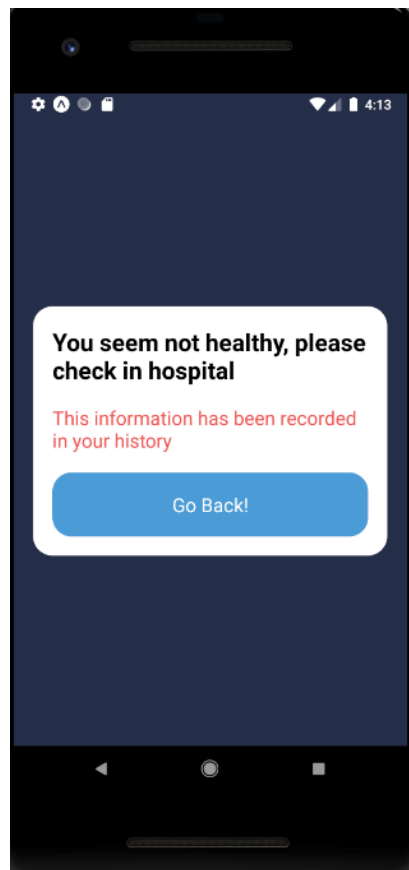 4:13
You seem not healthy, please
check in hospital
This information has been recorded
in your history
Go Back!